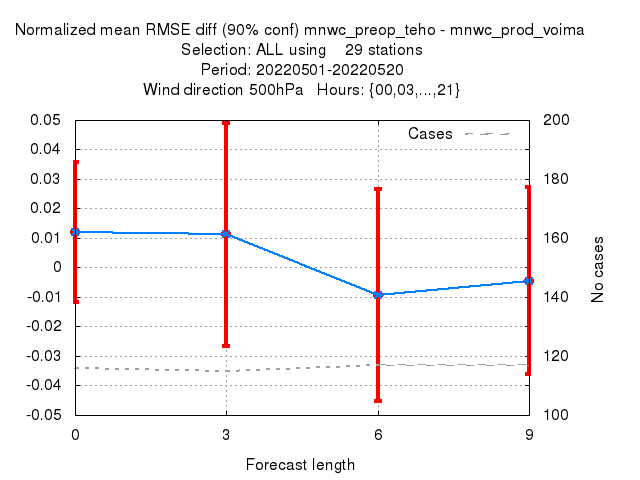 Normalized mean RMSE diff (90% conf) mnwc_preop_teho - mnwc_prod_voima
Selection: ALL using 29 stations
Period: 20220501-20220520
Wind direction 500hPa Hours: {00,03,...,21}
Cases
0.05
0.04
0.03
0.02
0.01
0
-0.01
-0.02
-0.03
-0.04
-0.05
200
180
160
140
120
100
No cases
0 3 6 9
Forecast length